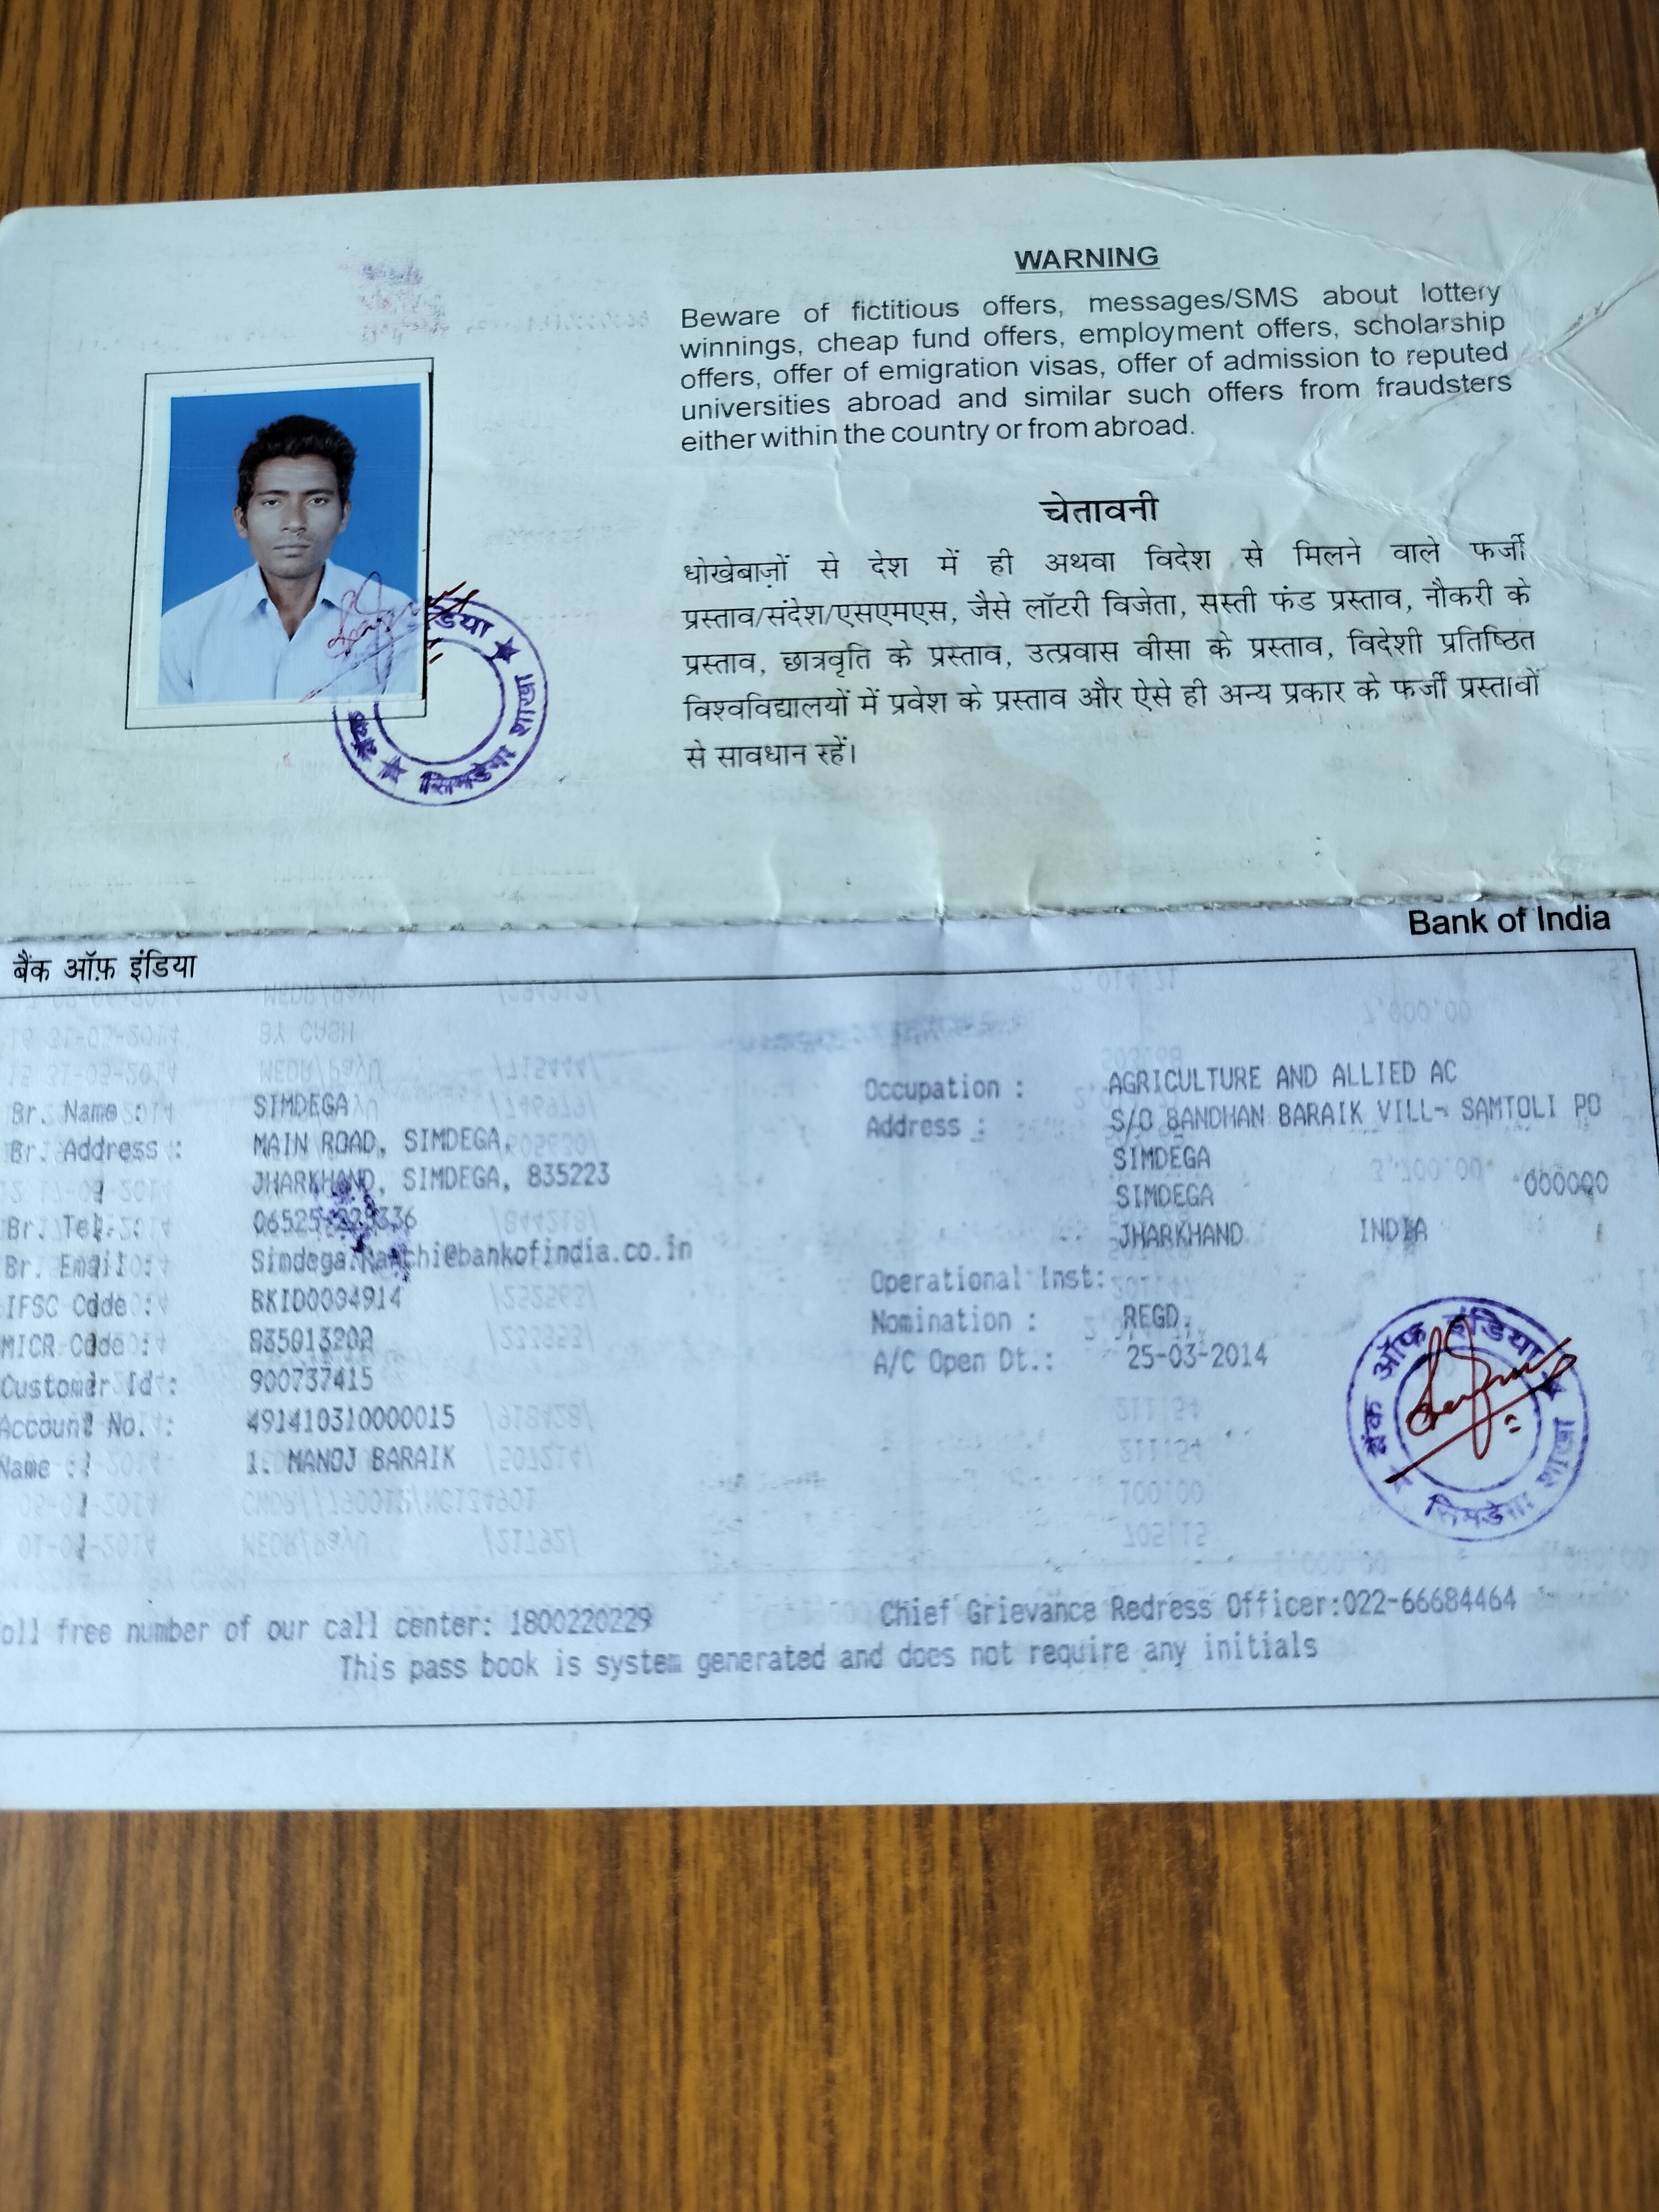 WARNING
Beware of fictitious offers, messages/SMS about lottery
winnings, cheap fund offers, employment offers, scholarship
offers, offer of emigration visas, offer of admission to reputed
universities abroad and similar such offers from fraudsters
either within the country or from abroad.
चेतावनी
धोखेबाज़ों से देश में ही अथवा विदेश से मिलने वाले फर्जी
प्रस्ताव/संदेश/एसएमएस, जैसे लॉटरी विजेता, सस्ती फंड प्रस्ताव, नौकरी के
प्रस्ताव, छात्रवृति के प्रस्ताव, उत्प्रवास वीसा के प्रस्ताव, विदेशी प्रतिष्ठित
विश्वविद्यालयों में प्रवेश के प्रस्ताव और ऐसे ही अन्य प्रकार के फर्जी प्रस्तावों
से सावधान रहें।
बैंक इंडिया
सिमडेगा शाखा
बैंक ऑफ़ इंडिया
Bank of India
Br. Name : SIMDEGA
Br. Address : MAIN ROAD, SIMDEGA,
JHARKHAND, SIMDEGA, 835223
Br. Tel. :
Br. Email :
IFSC Code : BKID0004914
MICR Code : 835013202
Customer Id : 900737415
Account No. : 491410310000015
Name : 1. MANOJ BARAIK
Occupation : AGRICULTURE AND ALLIED AC
Address : S/O BANDHAN BARAIK VILL- SAMTOLI PO
SIMDEGA
SIMDEGA 000000
JHARKHAND INDIA
Operational Inst:
Nomination : REGD.
A/C Open Dt.: 25-03-2014
बैंक ऑफ इंडिया
सिमडेगा शाखा
oll free number of our call center: 1800220229
Chief Grievance Redress Officer:022-66684464
This pass book is system generated and does not require any initials